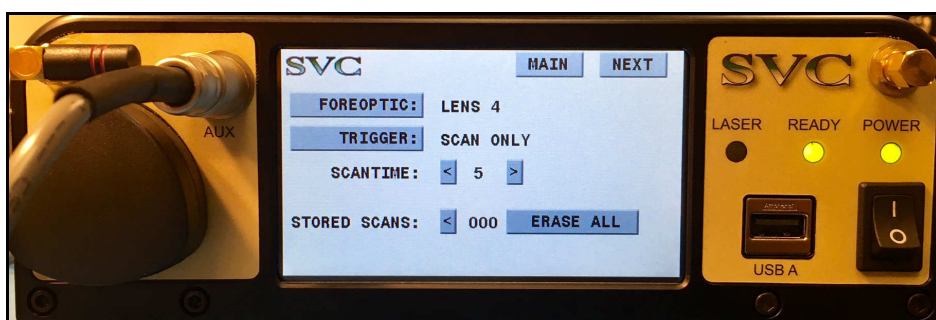 AUX
SVC MAIN NEXT
FOREOPTIC: LENS 4
TRIGGER: SCAN ONLY
SCANTIME: < 5 >
STORED SCANS: < 000 ERASE ALL
SVC
LASER READY POWER
USB A